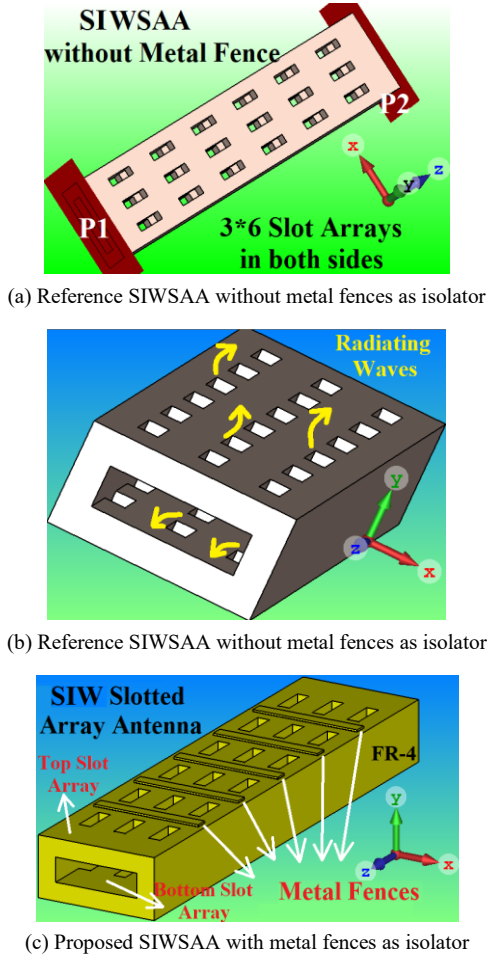 SIWSAA
without Metal Fence
P2
x
y
z
P1
3*6 Slot Arrays
in both sides
(a) Reference SIWSAA without metal fences as isolator
Radiating
Waves
y
z
x
(b) Reference SIWSAA without metal fences as isolator
SIW Slotted
Array Antenna
FR-4
Top Slot
Array
y
x
z
Bottom Slot
Array
Metal Fences
(c) Proposed SIWSAA with metal fences as isolator